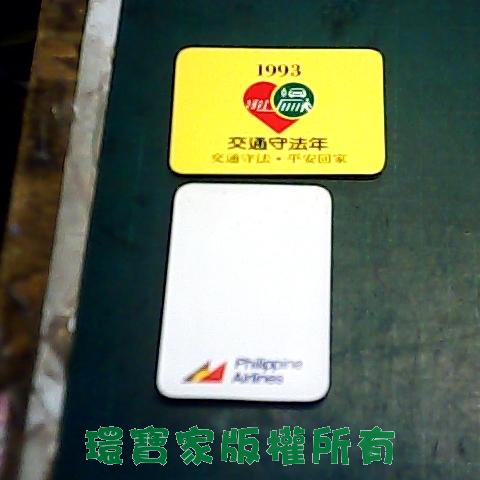 1993
交通守法年
交通守法·平安回家
Philippine
Airlines
環寶家版權所有